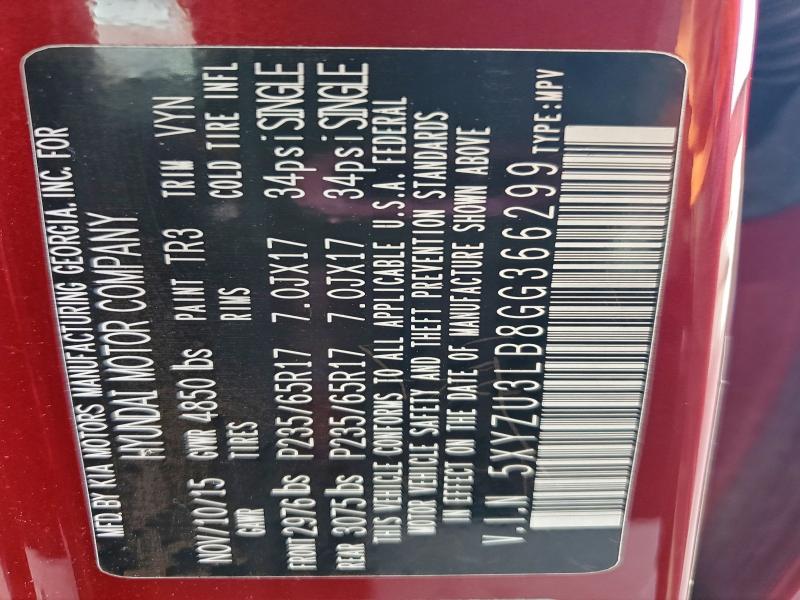 MFD. BY KIA MOTORS MANUFACTURING GEORGIA. INC. FOR
HYUNDAI MOTOR COMPANY
NOV/10/15 GWWR 4850 lbs PAINT TR3 TRIM VYN
GAWR TIRES RIMS COLD TIRE INFL
FRONT 2976 lbs P235/65R17 7.0JX17 34psi SINGLE
REAR 3075 lbs P235/65R17 7.0JX17 34psi SINGLE
THIS VEHICLE CONFORMS TO ALL APPLICABLE U.S.A. FEDERAL
MOTOR VEHICLE SAFETY AND THEFT PREVENTION STANDARDS
IN EFFECT ON THE DATE OF MANUFACTURE SHOWN ABOVE
V.I.N 5XYZU3LB8GG366299 TYPE:MPV